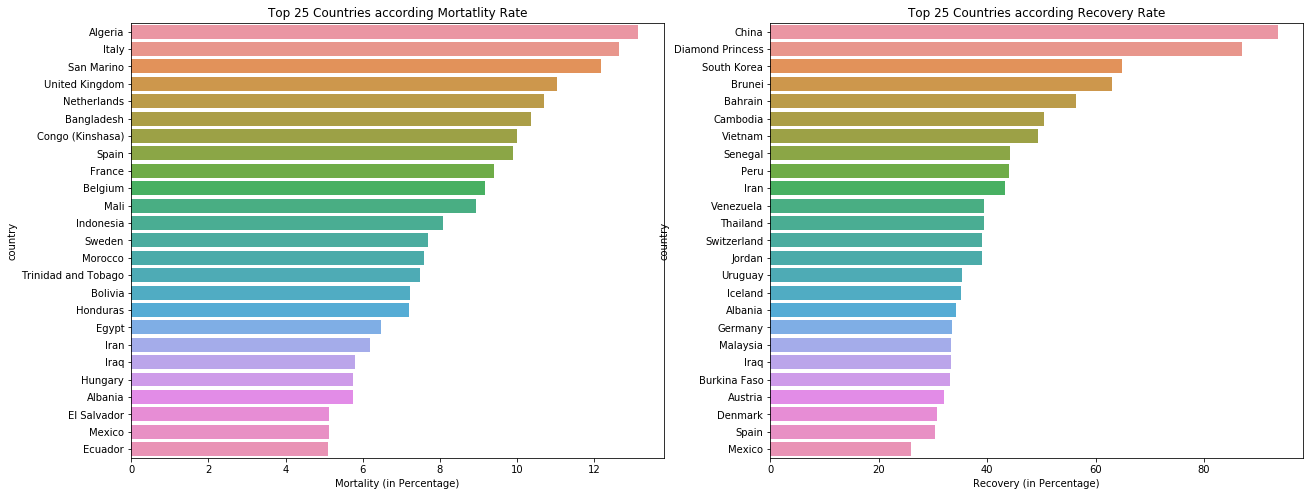 Top 25 Countries according Mortatlity Rate
Algeria
Italy
San Marino
United Kingdom
Netherlands
Bangladesh
Congo (Kinshasa)
Spain
France
Belgium
Mali
Indonesia
Sweden
Morocco
Trinidad and Tobago
Bolivia
Honduras
Egypt
Iran
Iraq
Hungary
Albania
El Salvador
Mexico
Ecuador
country
0 2 4 6 8 10 12
Mortality (in Percentage)
Top 25 Countries according Recovery Rate
China
Diamond Princess
South Korea
Brunei
Bahrain
Cambodia
Vietnam
Senegal
Peru
Iran
Venezuela
Thailand
Switzerland
Jordan
Uruguay
Iceland
Albania
Germany
Malaysia
Iraq
Burkina Faso
Austria
Denmark
Spain
Mexico
country
0 20 40 60 80
Recovery (in Percentage)